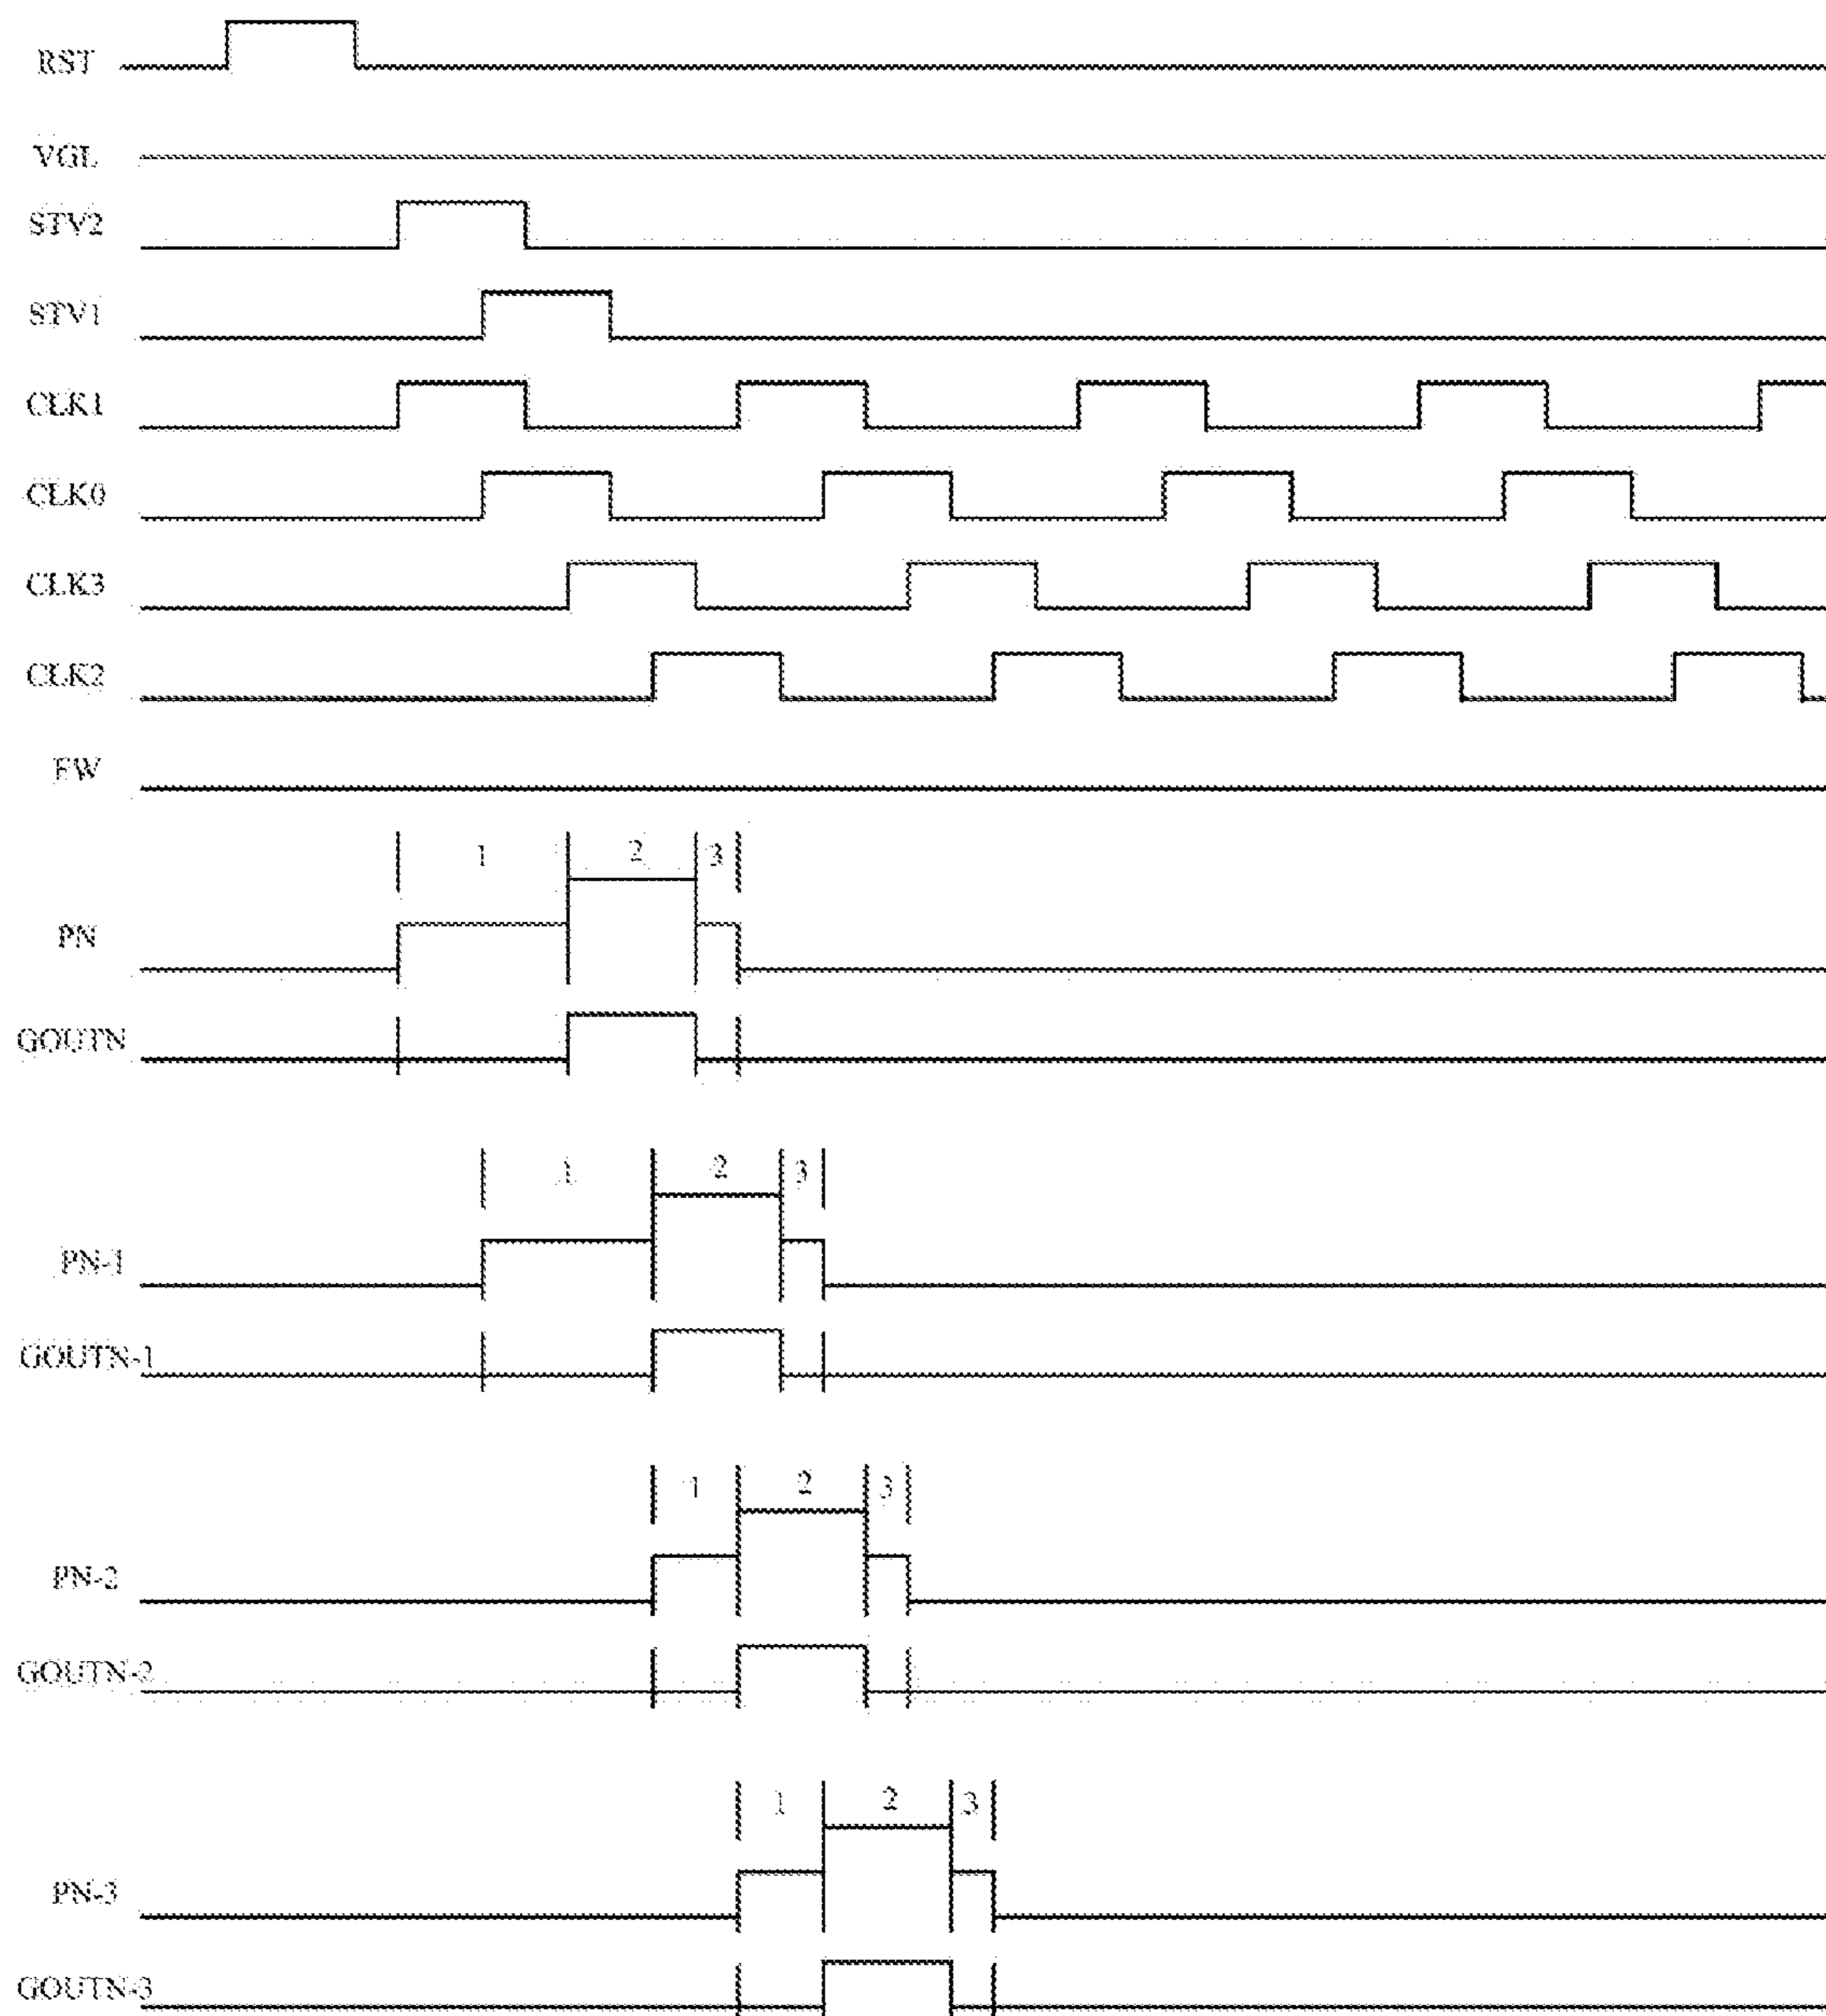 RST
VGL
STV2
STV1
CLK1
CLK0
CLK3
CLK2
FW
1 2 3
PN
GOUTN
1 2 3
PN-1
GOUTN-1
1 2 3
PN-2
GOUTN-2
1 2 3
PN-3
GOUTN-3